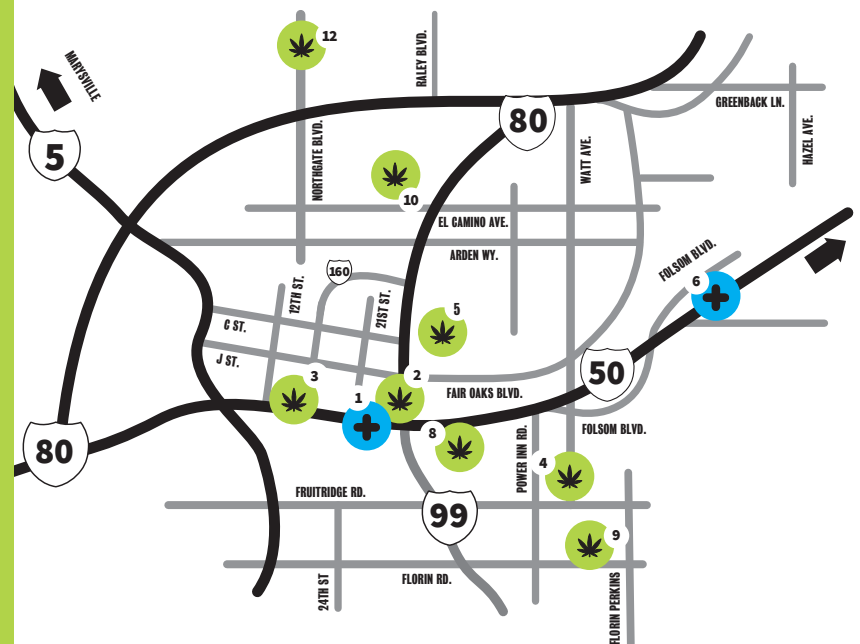 12
MARYSVILLE
RALEY BLVD.
5
80
GREENBACK LN.
NORTHGATE BLVD.
WATT AVE.
HAZEL AVE.
10
EL CAMINO AVE.
ARDEN WY.
FOLSOM BLVD.
6
160
12TH ST.
21ST ST.
C ST.
J ST.
5
3
2
1
50
FAIR OAKS BLVD.
8
FOLSOM BLVD.
80
POWER INN RD.
4
FRUITRIDGE RD.
99
9
24TH ST
FLORIN RD.
FLORIN PERKINS